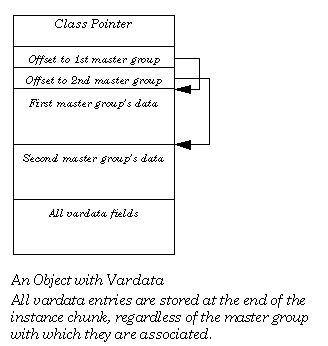 Class Pointer
Offset to 1st master group
Offset to 2nd master group
First master group's data
Second master group's data
All vardata fields
An Object with Vardata
All vardata entries are stored at the end of the
instance chunk, regardless of the master group
with which they are associated.